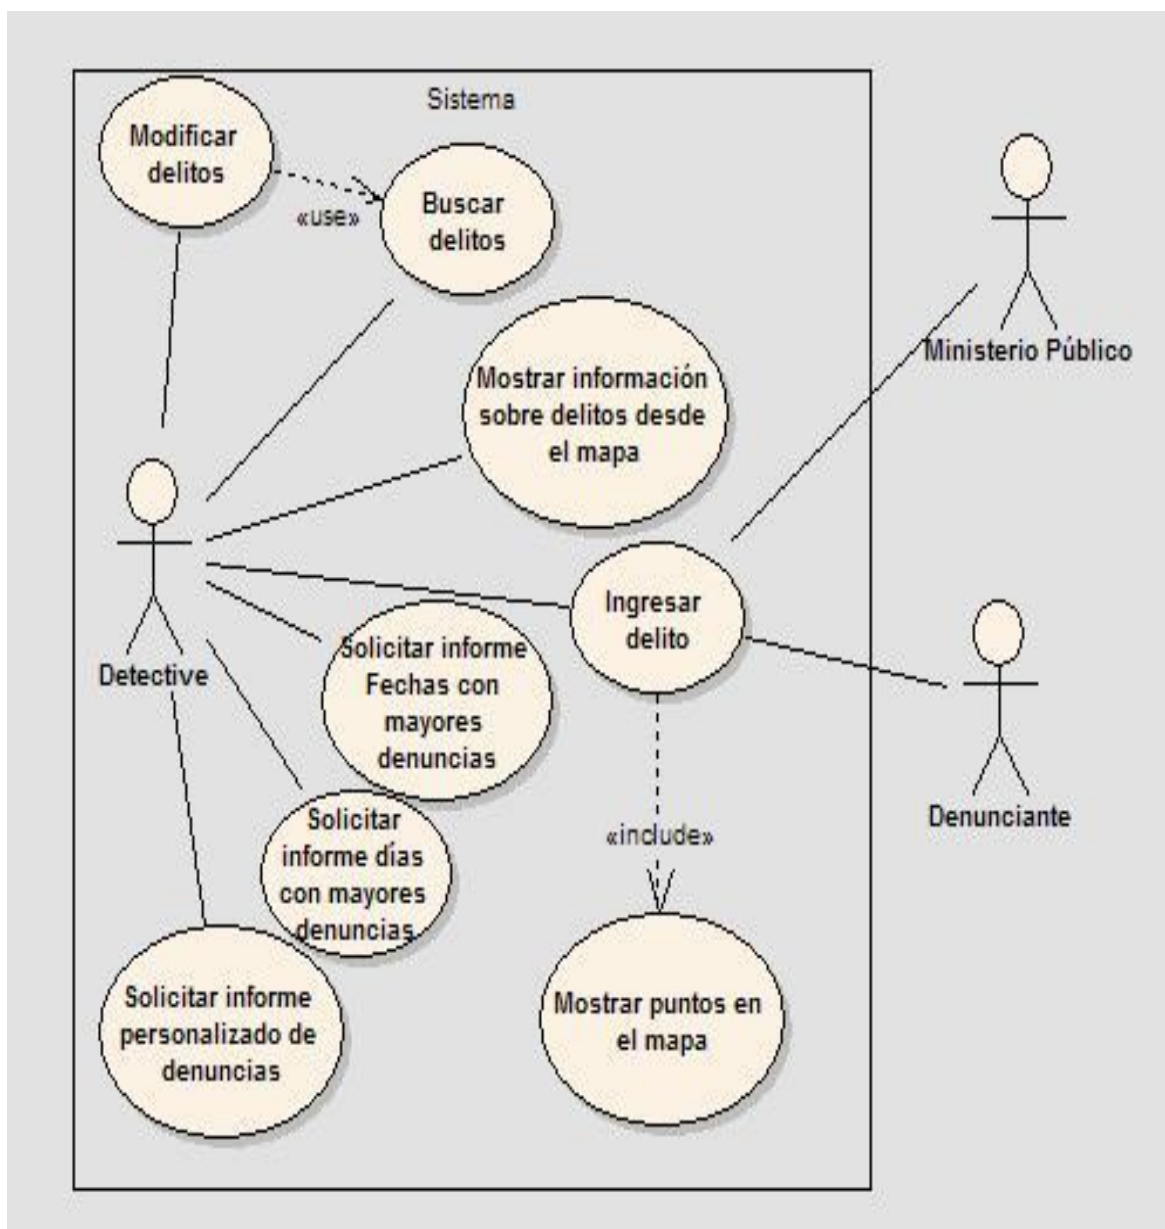 Sistema
Modificar
delitos
«use»
Buscar
delitos
Mostrar información
sobre delitos desde
el mapa
Ministerio Público
Detective
Ingresar
delito
Solicitar informe
Fechas con
mayores
denuncias
Denunciante
Solicitar
informe días
con mayores
denuncias
«include»
Solicitar informe
personalizado de
denuncias
Mostrar puntos en
el mapa